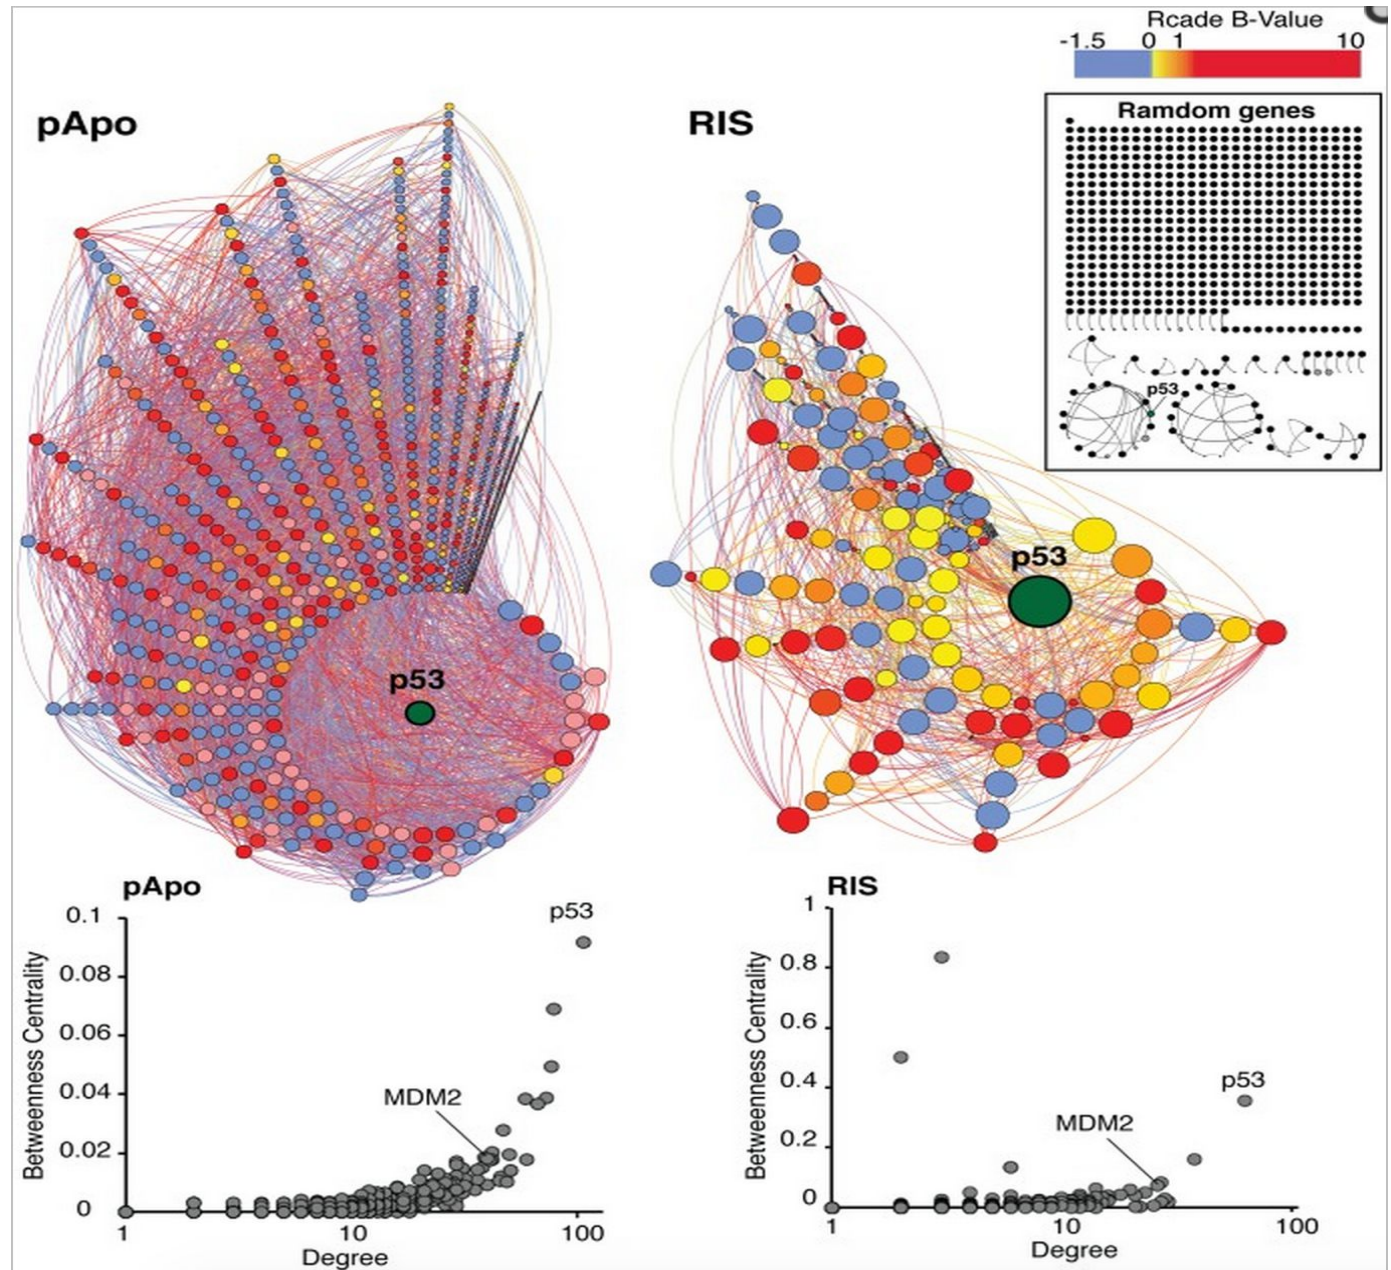 Rcade B-Value
-1.5 0 1 10
pApo
RIS
Ramdom genes
p53
p53
p53
pApo
RIS
0.1
0.08
0.06
0.04
0.02
0
Betweenness Centrality
p53
MDM2
1 10 100
Degree
1
0.8
0.6
0.4
0.2
0
Betweenness Centrality
p53
MDM2
1 10 100
Degree